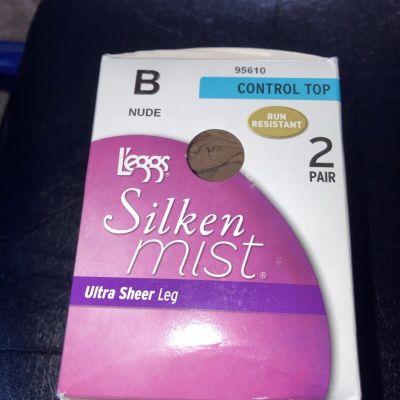 95610
B
CONTROL TOP
NUDE
RUN
RESISTANT
2
PAIR
L'eggs®
Silken
mist®
Ultra Sheer Leg